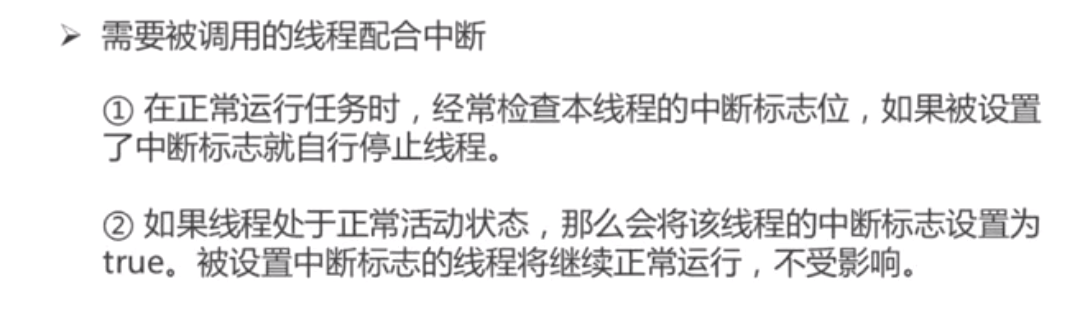 ➢ 需要被调用的线程配合中断
① 在正常运行任务时，经常检查本线程的中断标志位，如果被设置
了中断标志就自行停止线程。
② 如果线程处于正常活动状态，那么会将该线程的中断标志设置为
true。被设置中断标志的线程将继续正常运行，不受影响。